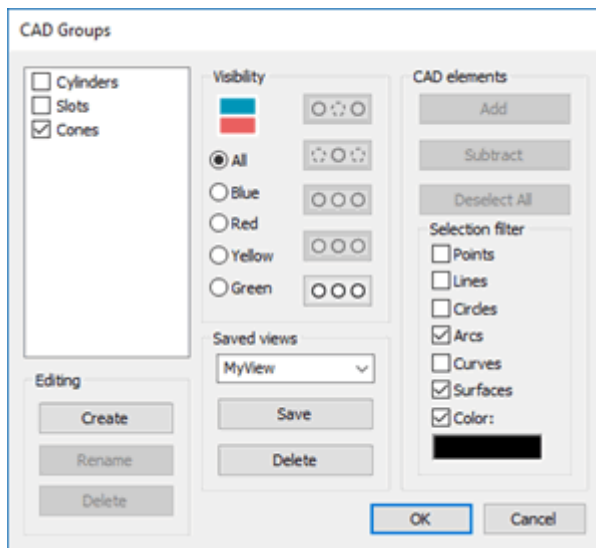 CAD Groups
Cylinders
Slots
Cones
Editing
Create
Rename
Delete
Visibility
All
Blue
Red
Yellow
Green
Saved views
MyView
Save
Delete
CAD elements
Add
Subtract
Deselect All
Selection filter
Points
Lines
Circles
Arcs
Curves
Surfaces
Color:
OK
Cancel